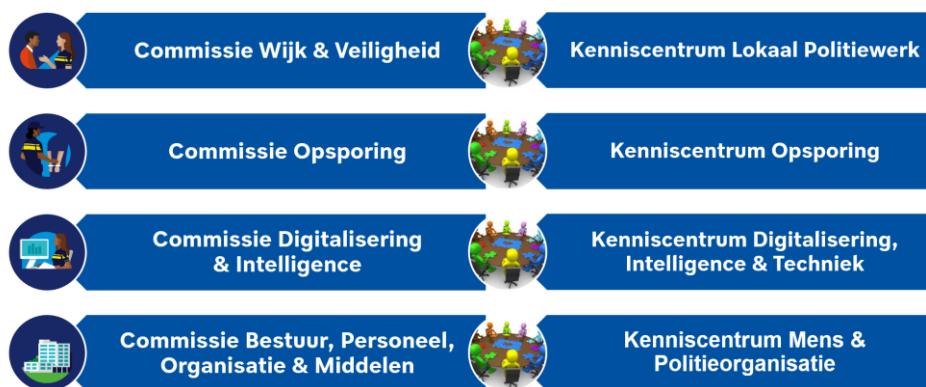 Commissie Wijk & Veiligheid
Kenniscentrum Lokaal Politiewerk
Commissie Opsporing
Kenniscentrum Opsporing
Commissie Digitalisering
& Intelligence
Kenniscentrum Digitalisering,
Intelligence & Techniek
Commissie Bestuur, Personeel,
Organisatie & Middelen
Kenniscentrum Mens &
Politieorganisatie